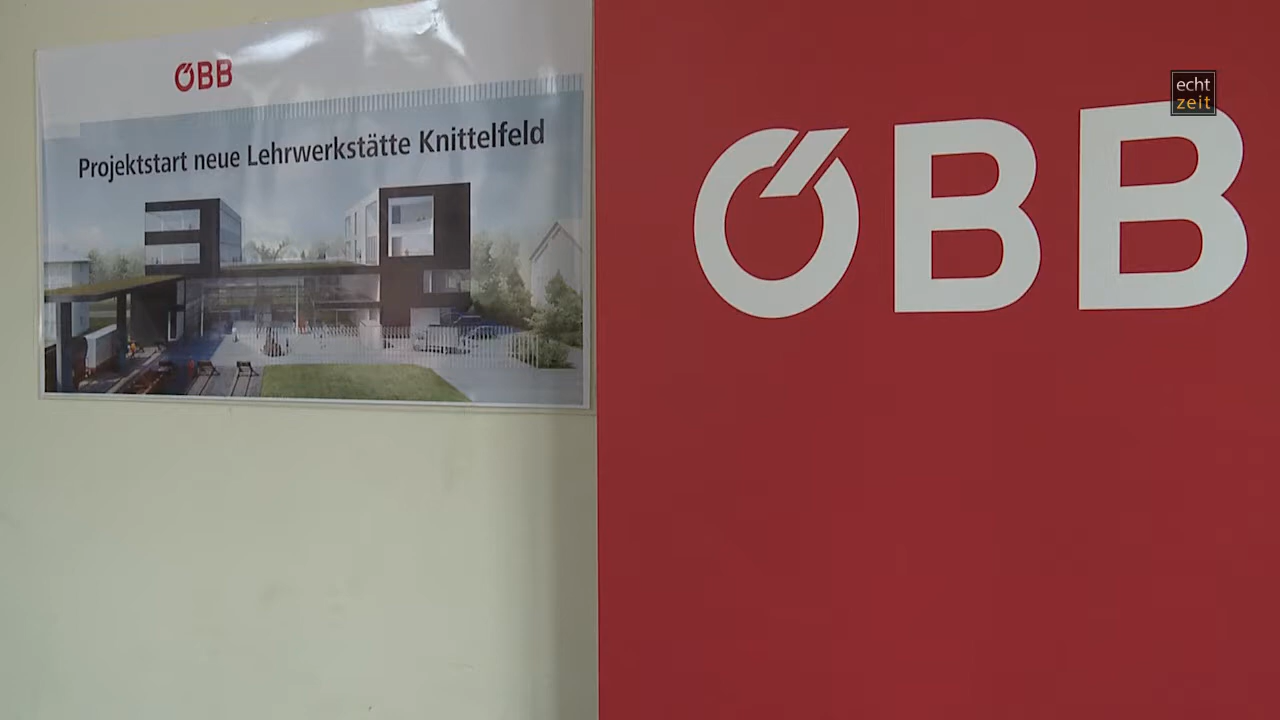 ÖBB
Projektstart neue Lehrwerkstätte Knittelfeld
ÖBB
echt
zeit